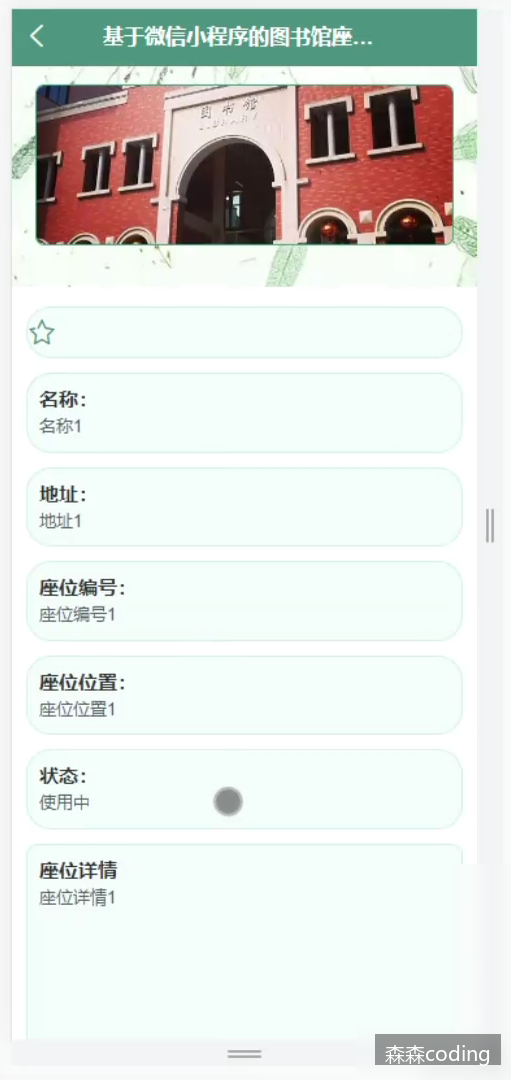 基于微信小程序的图书馆座...
图书馆
LIBRARY
名称：
名称1
地址：
地址1
座位编号：
座位编号1
座位位置：
座位位置1
状态：
使用中
座位详情
座位详情1
森森coding